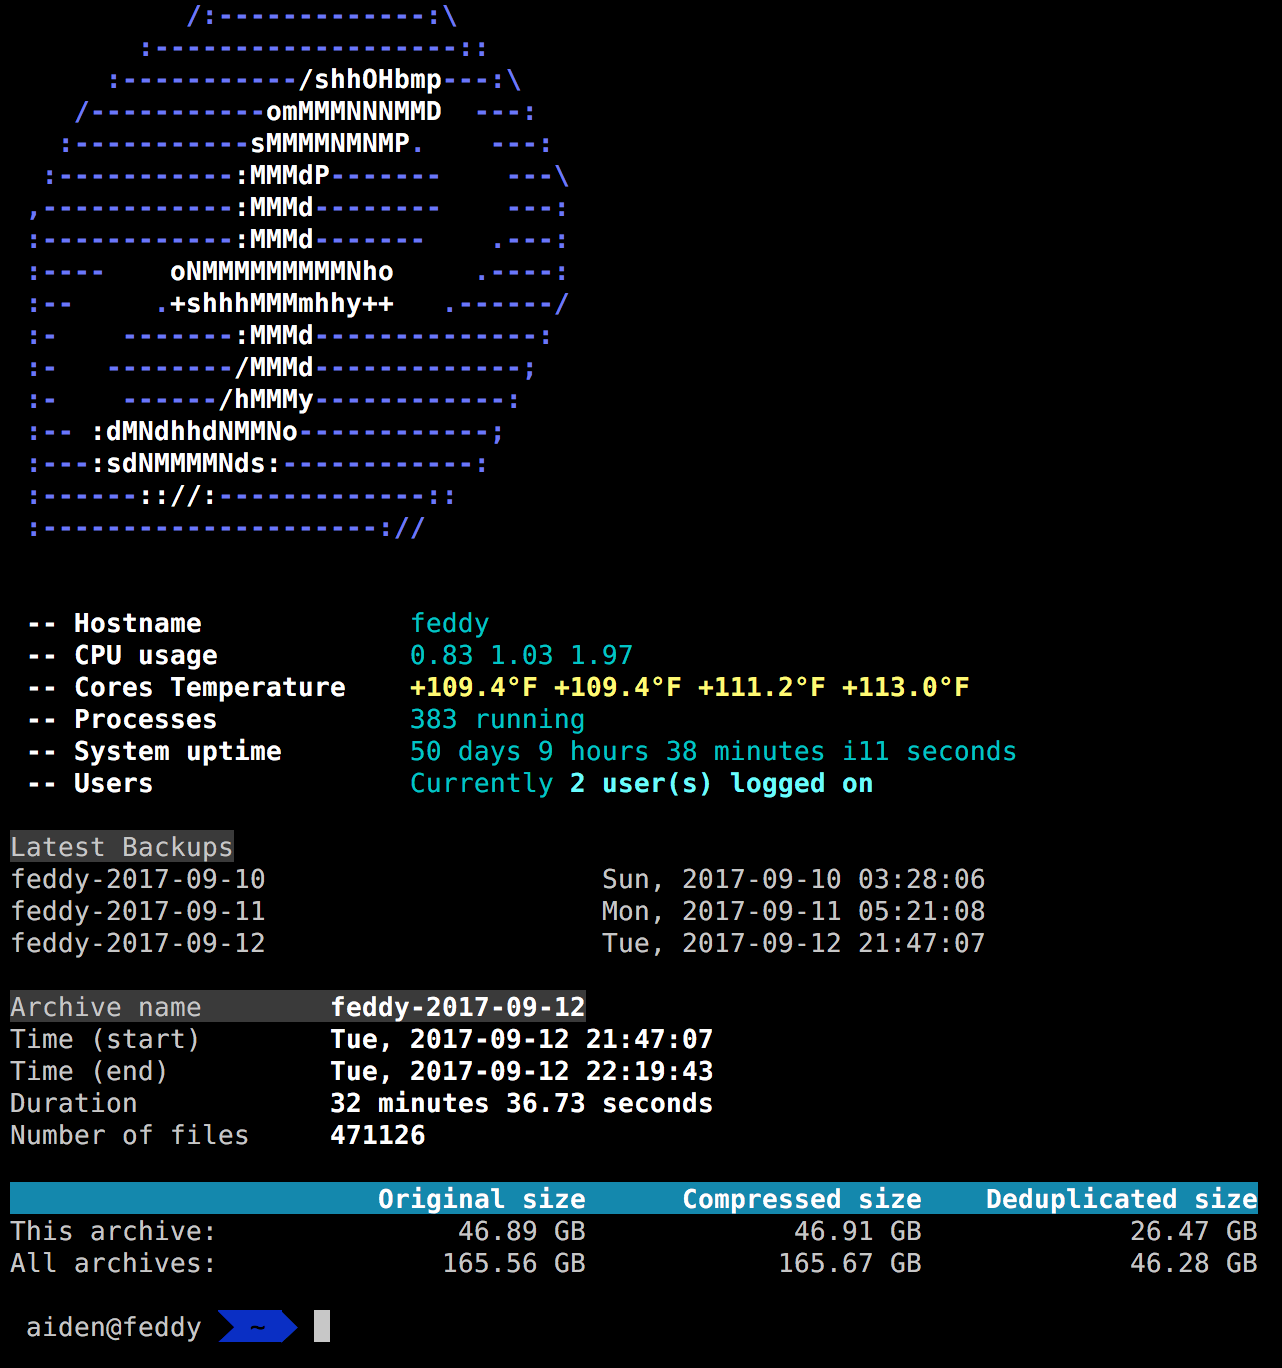 /:-------------:\
:-------------------::
:-----------/shhOHbmp---:\
/-----------omMMMNNNMMD  ---:
:-----------sMMMMNMNMP.    ---:
:-----------:MMMdP-------    ---\
,------------:MMMd--------    ---:
:------------:MMMd-------    .---:
:----    oNMMMMMMMMMNho     .----:
:--     .+shhhMMMmhhy++   .------/
:-    -------:MMMd--------------:
:-   --------/MMMd-------------;
:-    ------/hMMMy------------:
:-- :dMNdhhdNMMNo------------;
:---:sdNMMMMNds:------------:
:------:://:-------------::
:---------------------://
-- Hostname             feddy
-- CPU usage            0.83 1.03 1.97
-- Cores Temperature    +109.4°F +109.4°F +111.2°F +113.0°F
-- Processes            383 running
-- System uptime        50 days 9 hours 38 minutes i11 seconds
-- Users                Currently 2 user(s) logged on
Latest Backups
feddy-2017-09-10                     Sun, 2017-09-10 03:28:06
feddy-2017-09-11                     Mon, 2017-09-11 05:21:08
feddy-2017-09-12                     Tue, 2017-09-12 21:47:07
Archive name        feddy-2017-09-12
Time (start)        Tue, 2017-09-12 21:47:07
Time (end)          Tue, 2017-09-12 22:19:43
Duration            32 minutes 36.73 seconds
Number of files     471126
Original size      Compressed size    Deduplicated size
This archive:               46.89 GB             46.91 GB             26.47 GB
All archives:              165.56 GB            165.67 GB             46.28 GB
aiden@feddy  ~